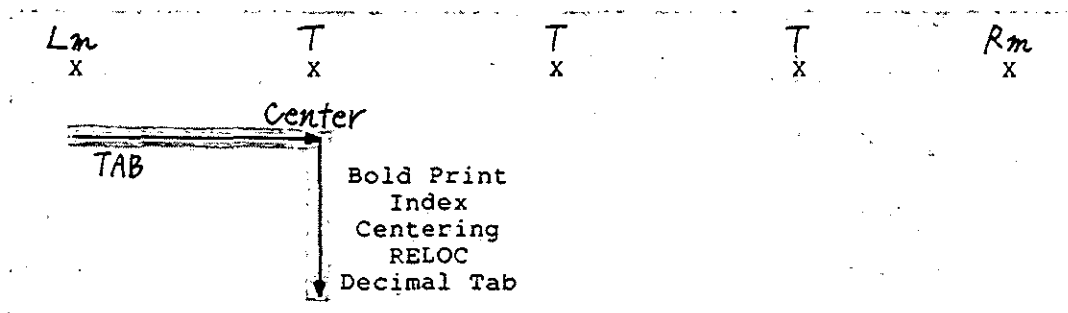 Lm T T T Rm
X X X X X
Center
TAB
Bold Print
Index
Centering
RELOC
Decimal Tab